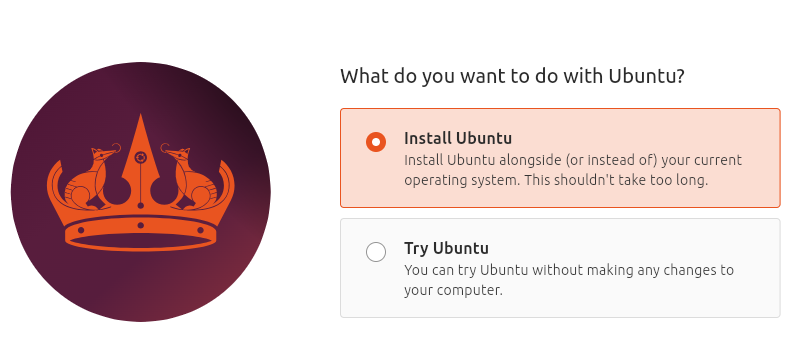 What do you want to do with Ubuntu?
Install Ubuntu
Install Ubuntu alongside (or instead of) your current
operating system. This shouldn't take too long.
Try Ubuntu
You can try Ubuntu without making any changes to
your computer.